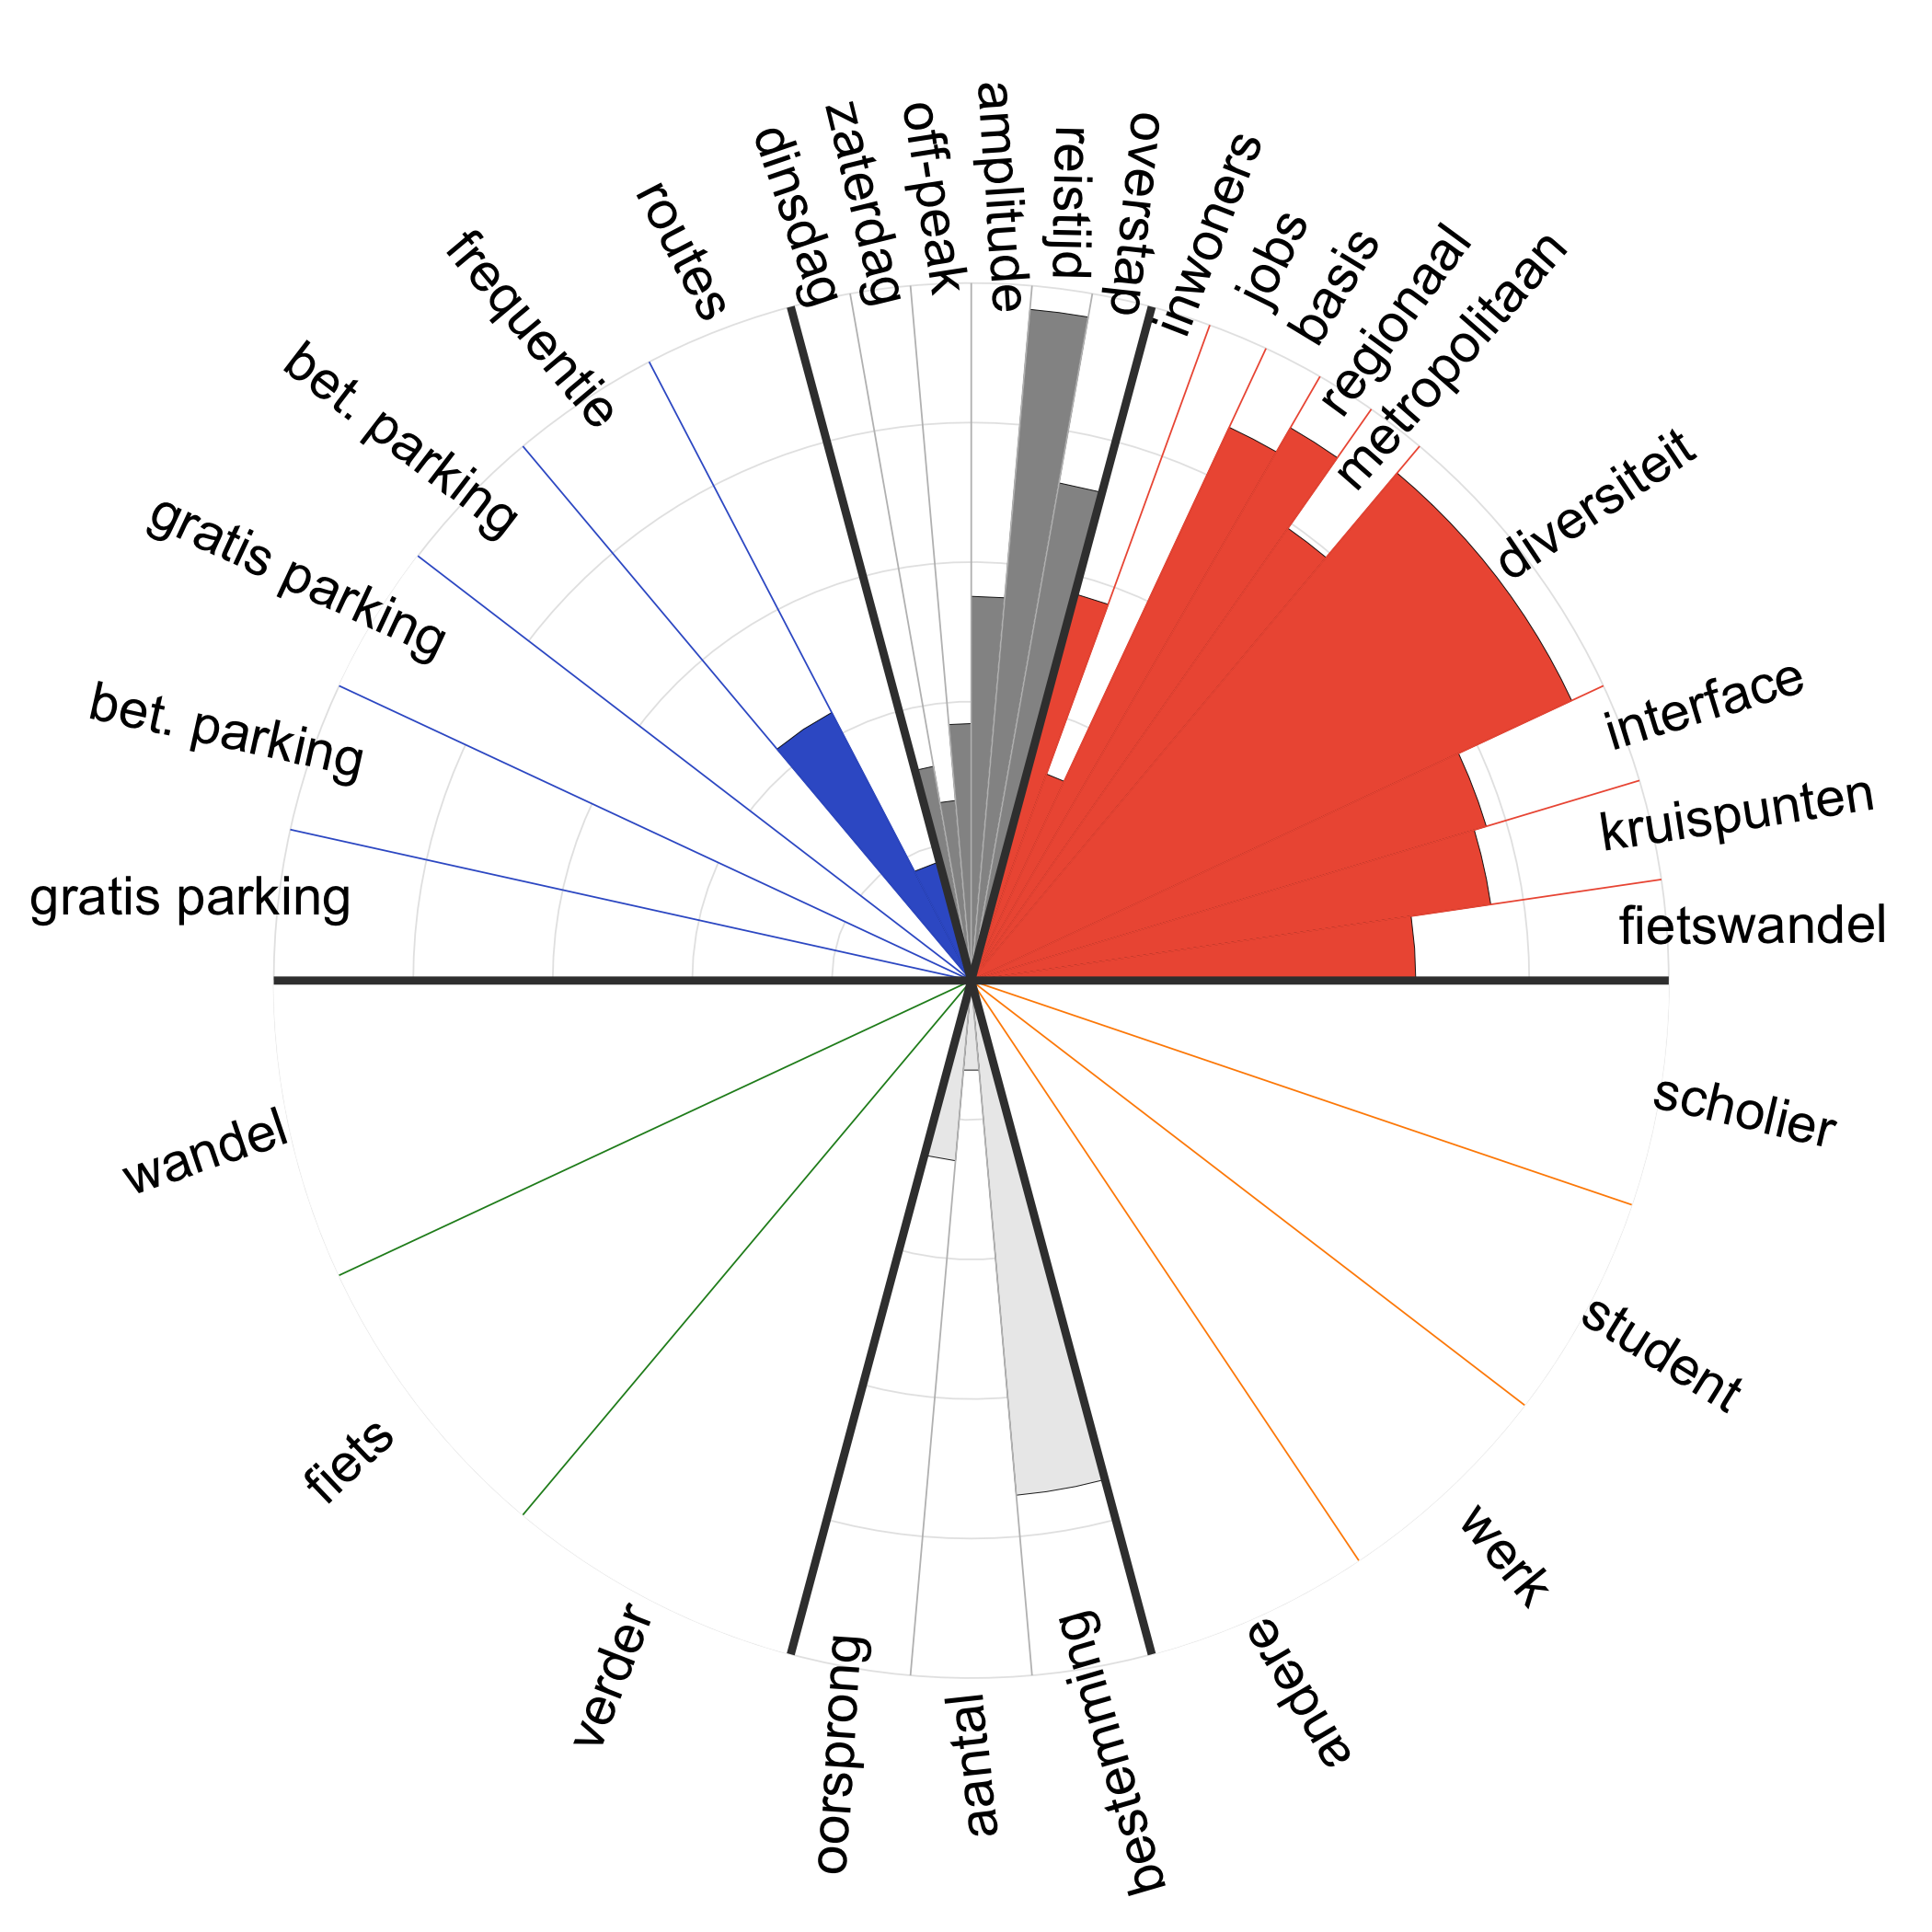 dinsdag
zaterdag
off-peak
amplitude
reistijd
overstap
inwoners
jobs
basis
regionaal
metropolitaan
diversiteit
interface
kruispunten
fietswandel
scholier
student
werk
andere
bestemming
aantal
oorsprong
verder
fiets
wandel
gratis parking
bet. parking
gratis parking
bet. parking
frequentie
routes